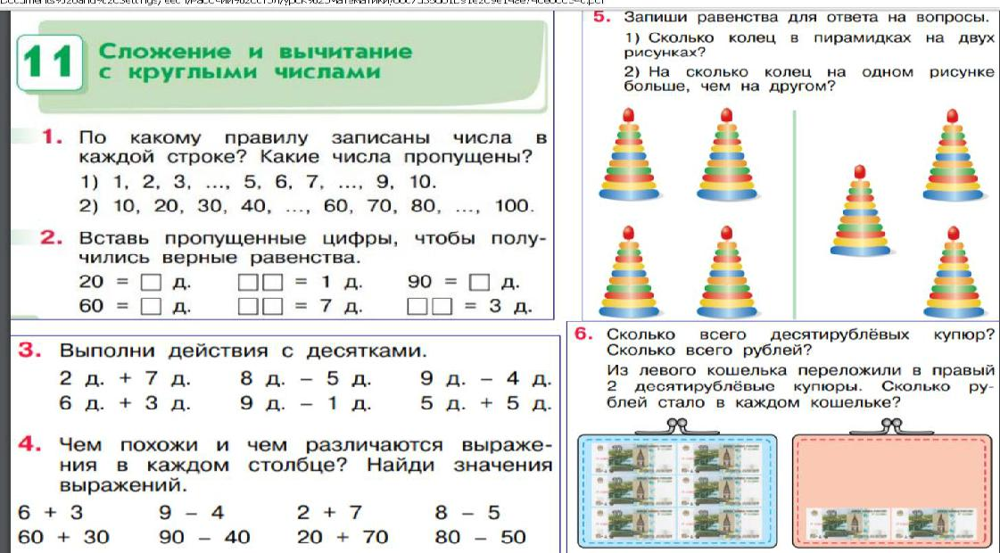 11
Сложение и вычитание
с круглыми числами
1. По какому правилу записаны числа в
каждой строке? Какие числа пропущены?
1) 1, 2, 3, ..., 5, 6, 7, ..., 9, 10.
2) 10, 20, 30, 40, ..., 60, 70, 80, ..., 100.
2. Вставь пропущенные цифры, чтобы полу-
чились верные равенства.
20 = □ д. □□ = 1 д. 90 = □ д.
60 = □ д. □□ = 7 д. □□ = 3 д.
3. Выполни действия с десятками.
2 д. + 7 д. 8 д. – 5 д. 9 д. – 4 д.
6 д. + 3 д. 9 д. – 1 д. 5 д. + 5 д.
4. Чем похожи и чем различаются выраже-
ния в каждом столбце? Найди значения
выражений.
6 + 3 9 – 4 2 + 7 8 – 5
60 + 30 90 – 40 20 + 70 80 – 50
5. Запиши равенства для ответа на вопросы.
1) Сколько колец в пирамидках на двух
рисунках?
2) На сколько колец на одном рисунке
больше, чем на другом?
6. Сколько всего десятирублёвых купюр?
Сколько всего рублей?
Из левого кошелька переложили в правый
2 десятирублёвые купюры. Сколько ру-
блей стало в каждом кошельке?